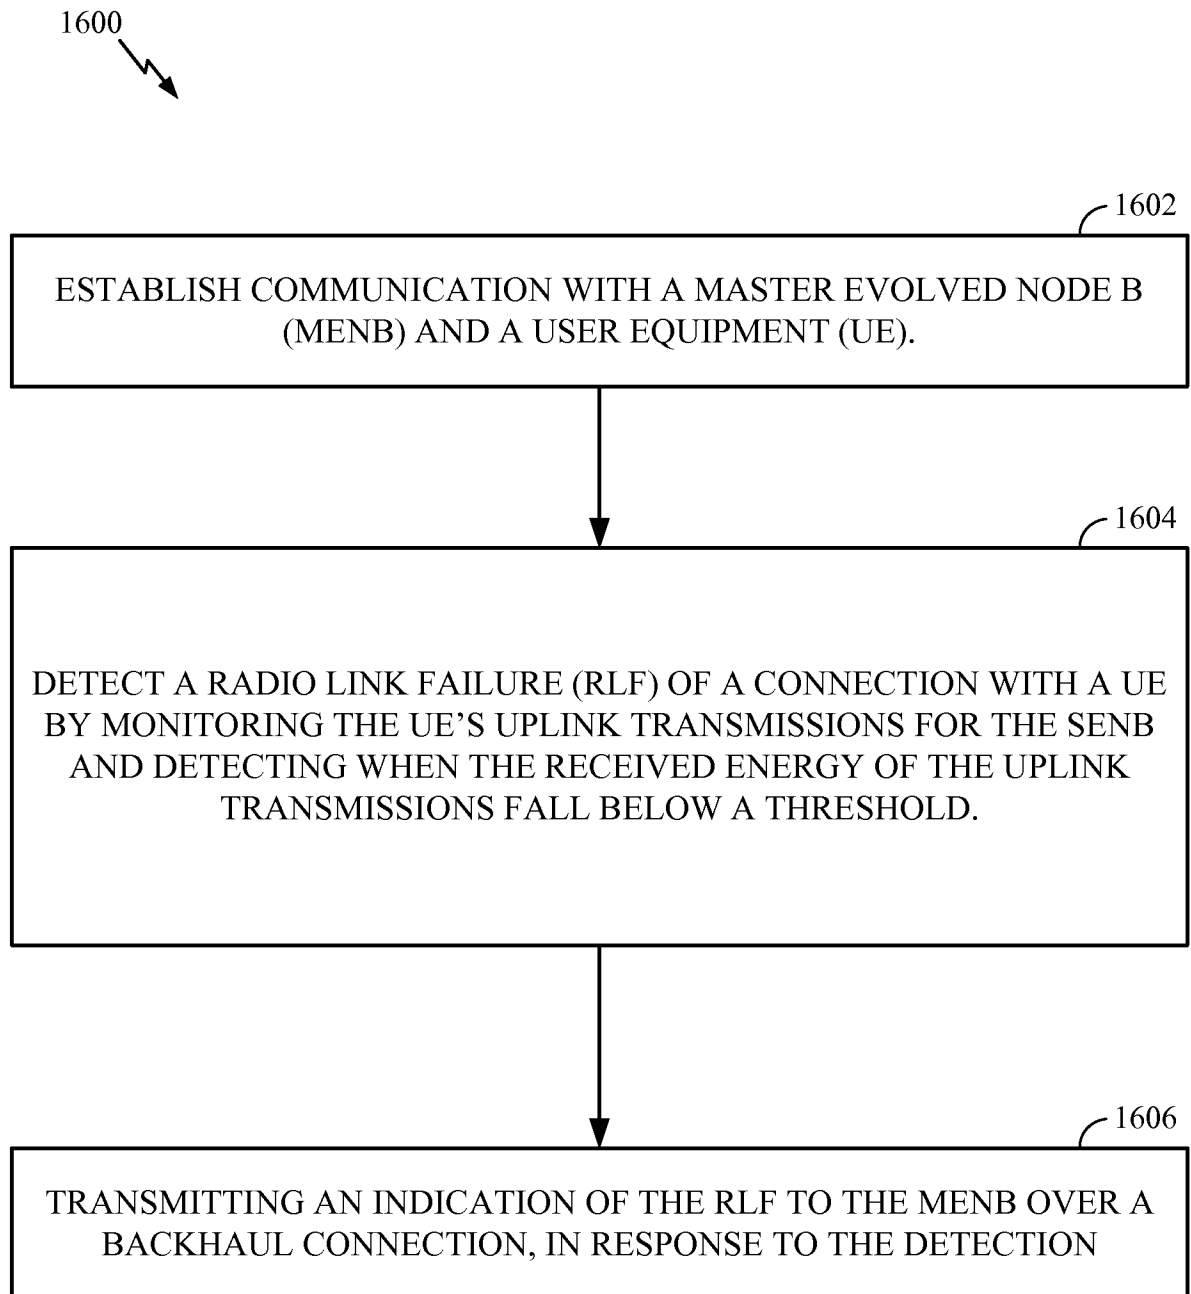 1600
1602
ESTABLISH COMMUNICATION WITH A MASTER EVOLVED NODE B
(MENB) AND A USER EQUIPMENT (UE).
1604
DETECT A RADIO LINK FAILURE (RLF) OF A CONNECTION WITH A UE
BY MONITORING THE UE’S UPLINK TRANSMISSIONS FOR THE SENB
AND DETECTING WHEN THE RECEIVED ENERGY OF THE UPLINK
TRANSMISSIONS FALL BELOW A THRESHOLD.
1606
TRANSMITTING AN INDICATION OF THE RLF TO THE MENB OVER A
BACKHAUL CONNECTION, IN RESPONSE TO THE DETECTION